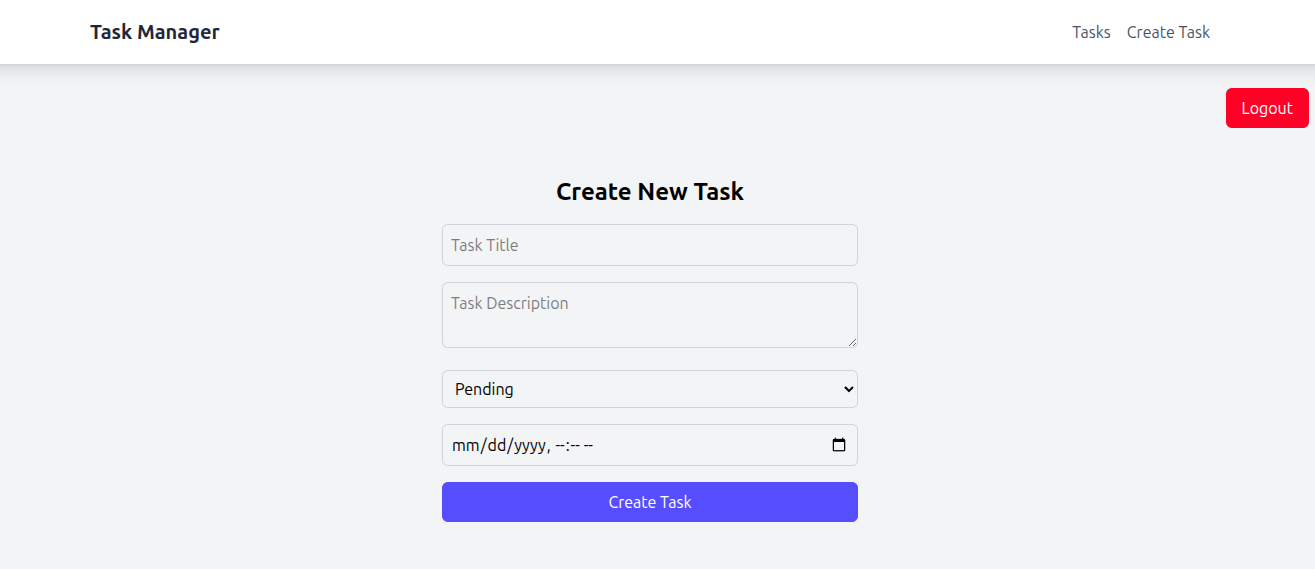 Task Manager
Tasks Create Task
Logout
Create New Task
Task Title
Task Description
Pending
mm/dd/yyyy, --:-- --
Create Task